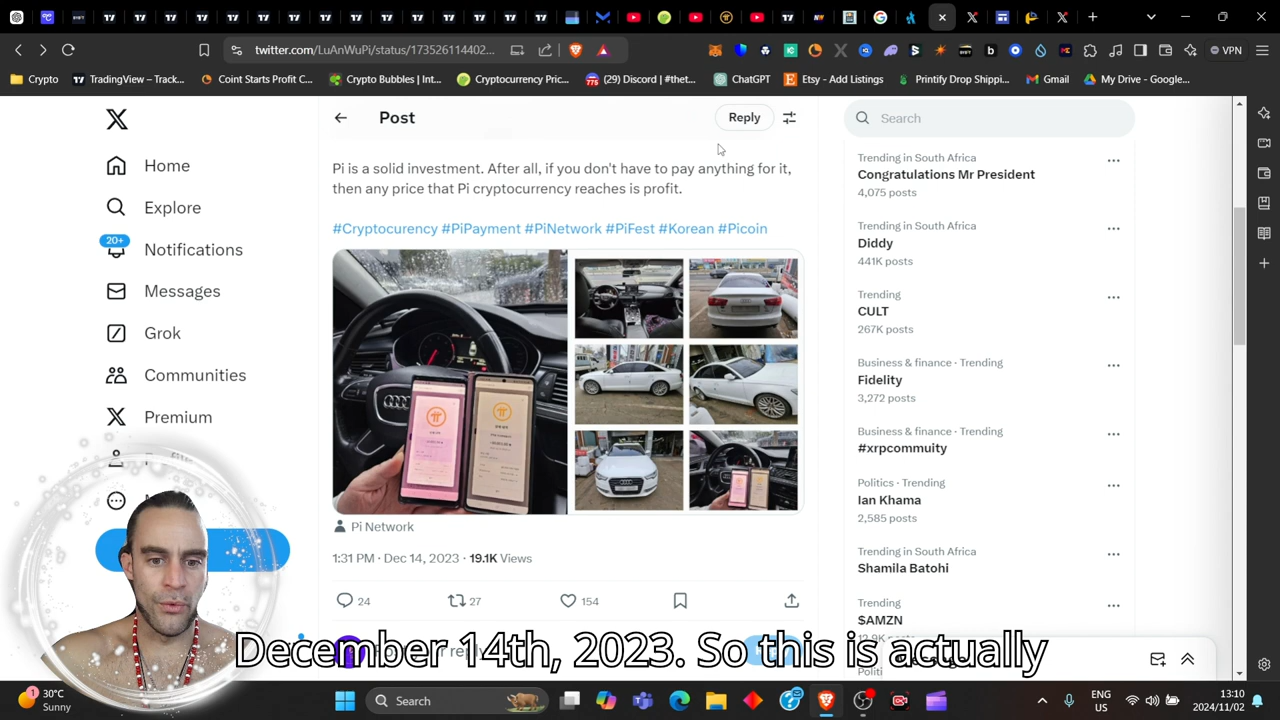 twitter.com/LuAnWuPi/status/173526114402...
VPN
Crypto
TradingView – Track...
Coint Starts Profit C...
Crypto Bubbles | Int...
Cryptocurrency Pric...
(29) Discord | #thet...
ChatGPT
Etsy - Add Listings
Printify Drop Shippi...
Gmail
My Drive - Google...
Post
Reply
Search
Home
Explore
20+
Notifications
Messages
Grok
Communities
Premium
Pi is a solid investment. After all, if you don't have to pay anything for it,
then any price that Pi cryptocurrency reaches is profit.
#Cryptocurency #PiPayment #PiNetwork #PiFest #Korean #Picoin
Pi Network
1:31 PM · Dec 14, 2023 · 19.1K Views
24
27
154
Trending in South Africa
Congratulations Mr President
4,075 posts
Trending in South Africa
Diddy
441K posts
Trending
CULT
267K posts
Business & finance · Trending
Fidelity
3,272 posts
Business & finance · Trending
#xrpcommuity
Politics · Trending
Ian Khama
2,585 posts
Trending in South Africa
Shamila Batohi
Trending
$AMZN
December 14th, 2023. So this is actually
1
30°C
Sunny
Search
ENG
US
13:10
2024/11/02